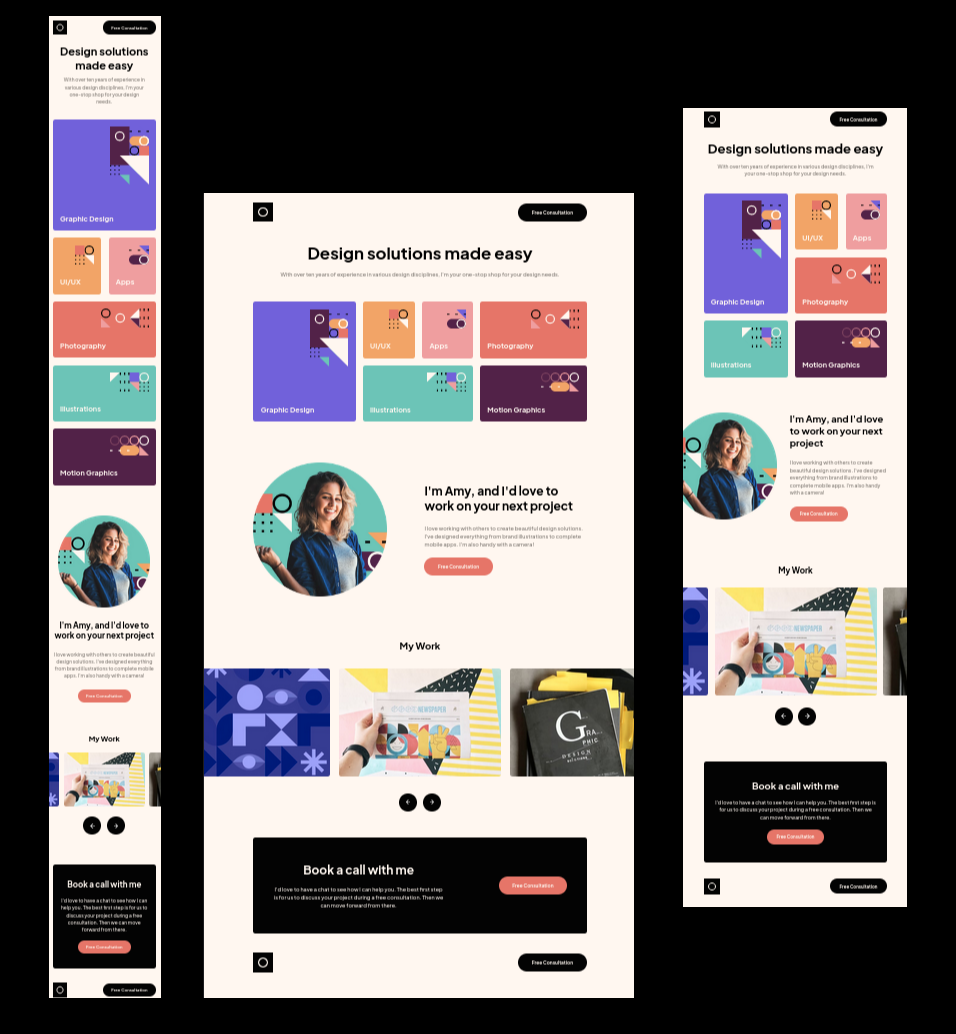 Free Consultation
Design solutions
made easy
With over ten years of experience in
various design disciplines, I'm your
one-stop shop for your design
needs.
Graphic Design
UI/UX
Apps
Photography
Illustrations
Motion Graphics
I'm Amy, and I'd love to
work on your next project
I love working with others to create beautiful
design solutions. I've designed everything
from brand illustrations to complete mobile
apps. I'm also handy with a camera!
Free Consultation
My Work
NEWSPAPER
Book a call with me
I'd love to have a chat to see how I can
help you. The best first step is for us to
discuss your project during a free
consultation. Then we can move
forward from there.
Free Consultation
Free Consultation
Free Consultation
Design solutions made easy
With over ten years of experience in various design disciplines, I'm your one-stop shop for your design needs.
Graphic Design
UI/UX
Apps
Photography
Illustrations
Motion Graphics
I'm Amy, and I'd love to
work on your next project
I love working with others to create beautiful design solutions.
I've designed everything from brand illustrations to complete
mobile apps. I'm also handy with a camera!
Free Consultation
My Work
NEWSPAPER
G
RA
PHIC
DESIGN
Book a call with me
I'd love to have a chat to see how I can help you. The best first step
is for us to discuss your project during a free consultation. Then we
can move forward from there.
Free Consultation
Free Consultation
Free Consultation
Design solutions made easy
With over ten years of experience in various design disciplines, I'm
your one-stop shop for your design needs.
Graphic Design
UI/UX
Apps
Photography
Illustrations
Motion Graphics
I'm Amy, and I'd love
to work on your next
project
I love working with others to create
beautiful design solutions. I've designed
everything from brand illustrations to
complete mobile apps. I'm also handy
with a camera!
Free Consultation
My Work
NEWSPAPER
Book a call with me
I'd love to have a chat to see how I can help you. The best first step is
for us to discuss your project during a free consultation. Then we
can move forward from there.
Free Consultation
Free Consultation